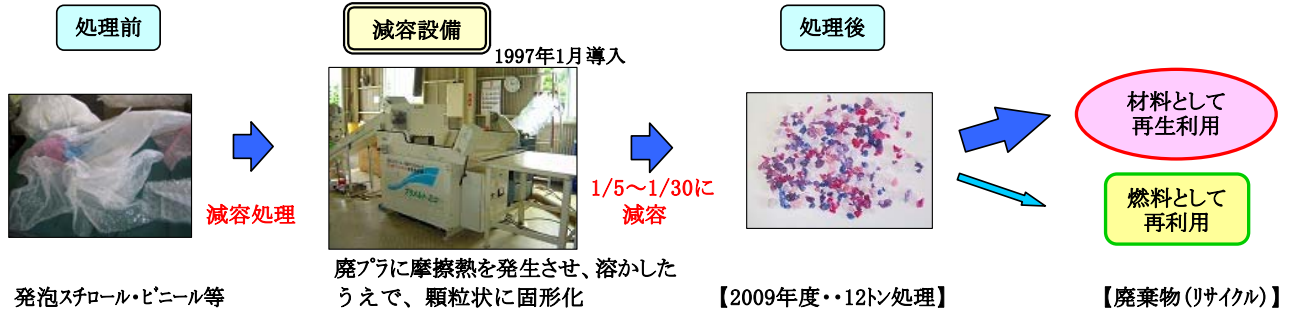 処理前
減容設備
1997年1月導入
処理後
減容処理
1/5～1/30に
減容
材料として
再生利用
燃料として
再利用
発泡ｽﾁﾛｰﾙ・ﾋﾞﾆｰﾙ等
廃ﾌﾟﾗに摩擦熱を発生させ、溶かした
うえで、顆粒状に固形化
【2009年度・・12ﾄﾝ処理】
【廃棄物(ﾘｻｲｸﾙ)】